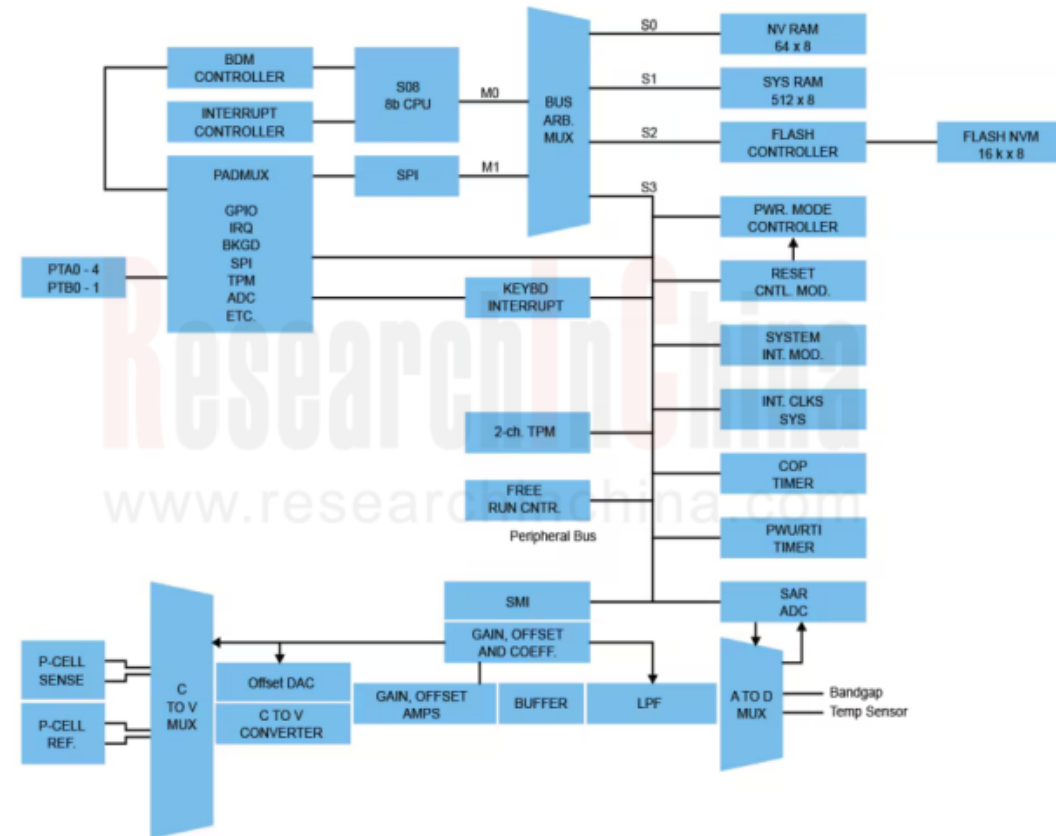 BDM
CONTROLLER
INTERRUPT
CONTROLLER
S08
8b CPU
M0
BUS
ARB.
MUX
S0
NV RAM
64 x 8
S1
SYS RAM
512 x 8
S2
FLASH
CONTROLLER
FLASH NVM
16 k x 8
PADMUX
GPIO
IRQ
BKGD
SPI
TPM
ADC
ETC.
SPI
M1
S3
PWR. MODE
CONTROLLER
PTA0 - 4
PTB0 - 1
KEYBD
INTERRUPT
RESET
CNTL. MOD.
SYSTEM
INT. MOD.
INT. CLKS
SYS
ResearchInChina
www.researchinchina.com
2-ch. TPM
COP
TIMER
FREE
RUN CNTR.
Peripheral Bus
PWU/RTI
TIMER
SMI
SAR
ADC
GAIN, OFFSET
AND COEFF.
P-CELL
SENSE
P-CELL
REF.
C
TO V
MUX
Offset DAC
C TO V
CONVERTER
GAIN, OFFSET
AMPS
BUFFER
LPF
A TO D
MUX
Bandgap
Temp Sensor